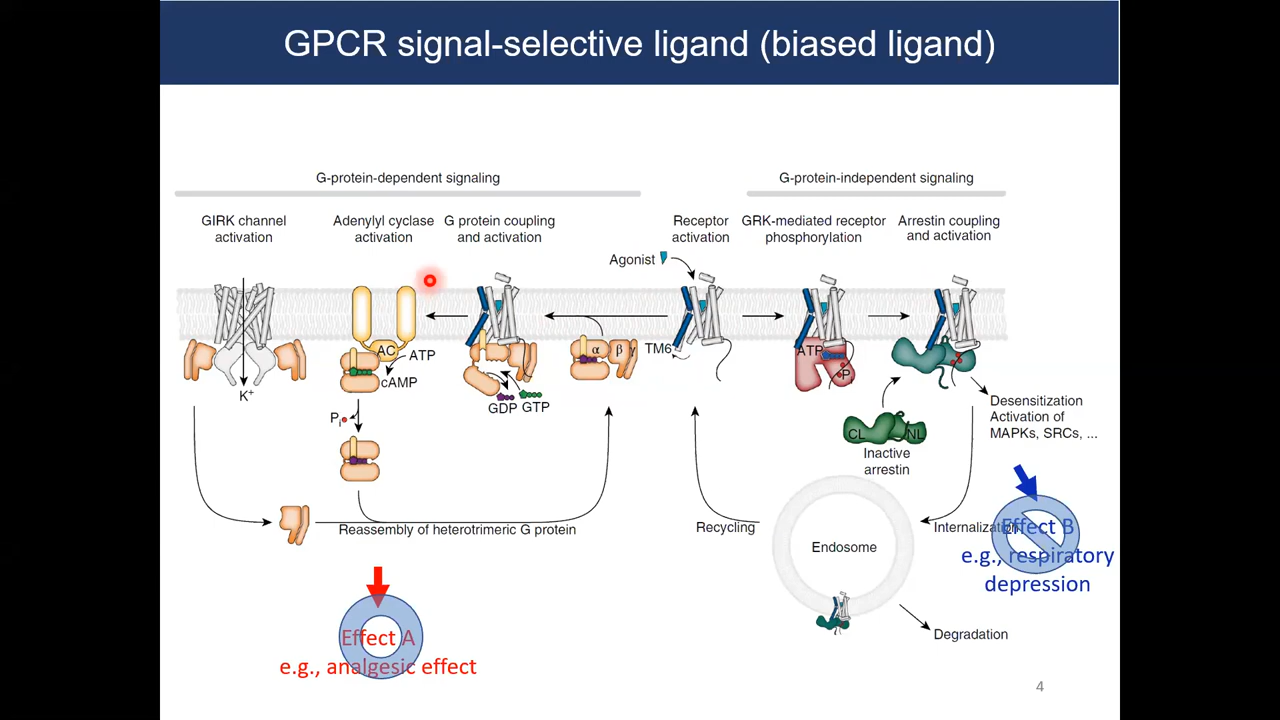 GPCR signal-selective ligand (biased ligand)
G-protein-dependent signaling
G-protein-independent signaling
GIRK channel
activation
Adenylyl cyclase
activation
G protein coupling
and activation
Receptor
activation
GRK-mediated receptor
phosphorylation
Arrestin coupling
and activation
Agonist
AC
ATP
cAMP
Pi
K+
GDP GTP
α
β
γ
TM6
ATP
P
CL
NL
Inactive
arrestin
Desensitization
Activation of
MAPKs, SRCs, ...
Reassembly of heterotrimeric G protein
Recycling
Endosome
Internalization
Degradation
Effect A
e.g., analgesic effect
Effect B
e.g., respiratory
depression
4